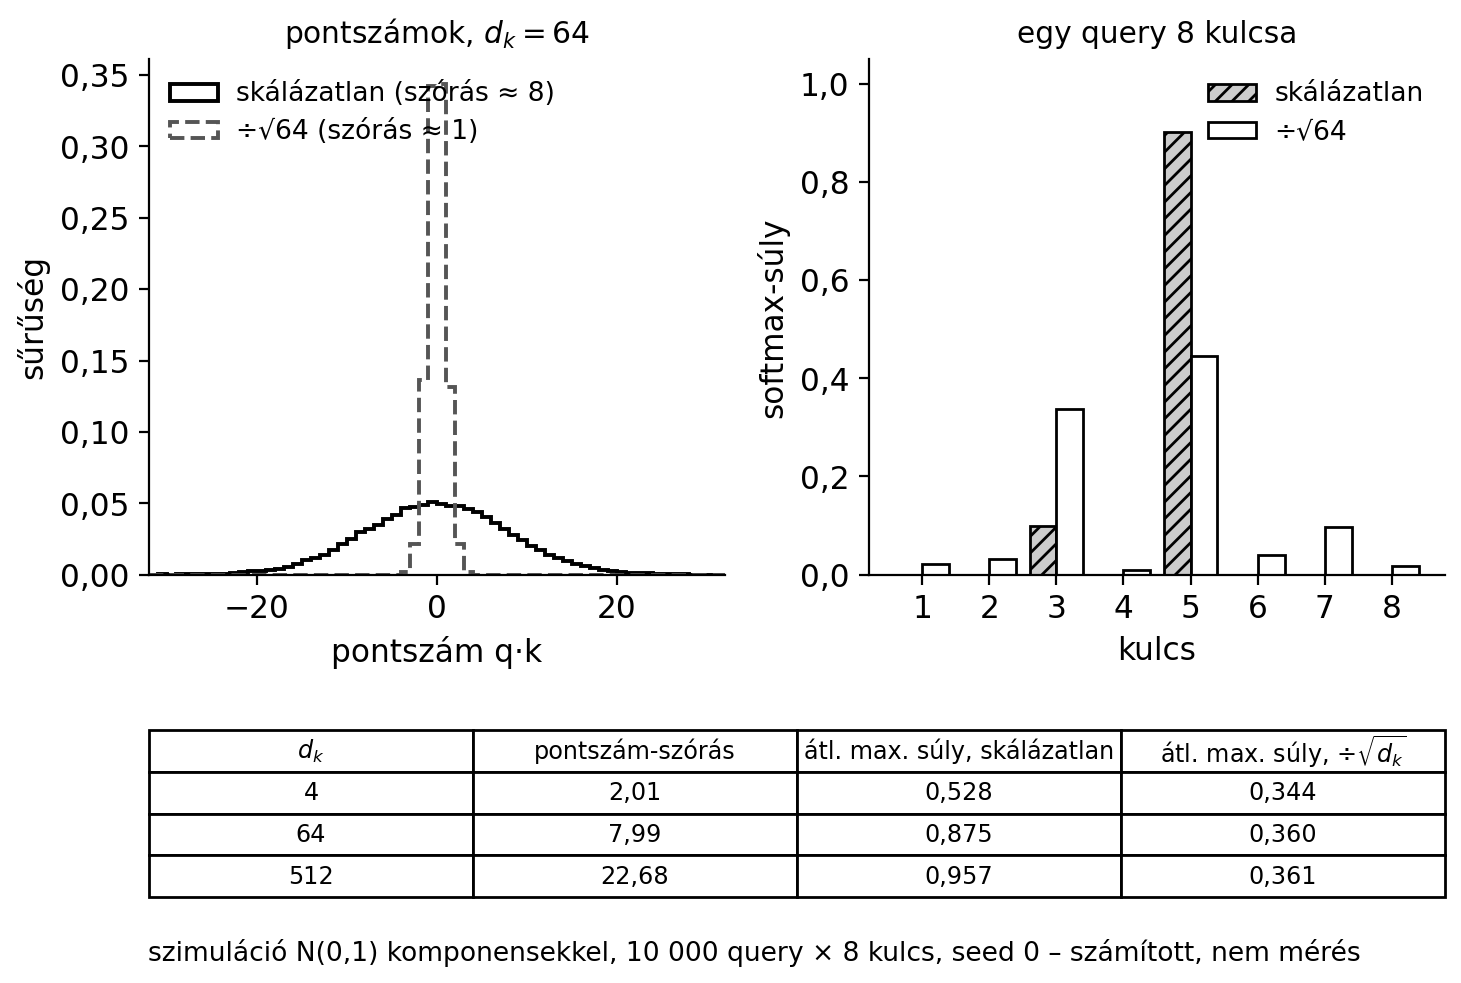 pontszámok, d_k = 64
0,35
0,30
0,25
0,20
0,15
0,10
0,05
0,00
sűrűség
skálázatlan (szórás ≈ 8)
÷√64 (szórás ≈ 1)
−20 0 20
pontszám q·k
egy query 8 kulcsa
1,0
0,8
0,6
0,4
0,2
0,0
softmax-súly
skálázatlan
÷√64
1 2 3 4 5 6 7 8
kulcs
d_k pontszám-szórás átl. max. súly, skálázatlan átl. max. súly, ÷√d_k
4 2,01 0,528 0,344
64 7,99 0,875 0,360
512 22,68 0,957 0,361
szimuláció N(0,1) komponensekkel, 10 000 query × 8 kulcs, seed 0 – számított, nem mérés